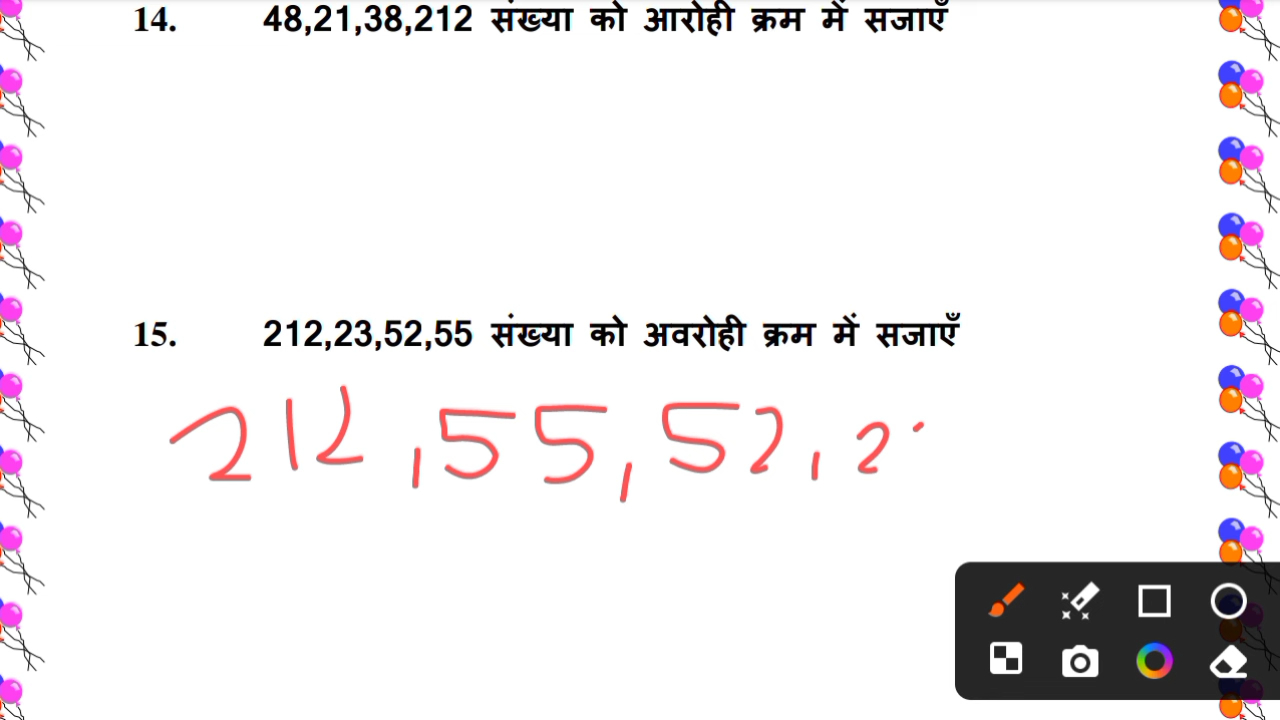 14. 48,21,38,212 संख्या को आरोही क्रम में सजाएँ
15. 212,23,52,55 संख्या को अवरोही क्रम में सजाएँ
212,55,52,2